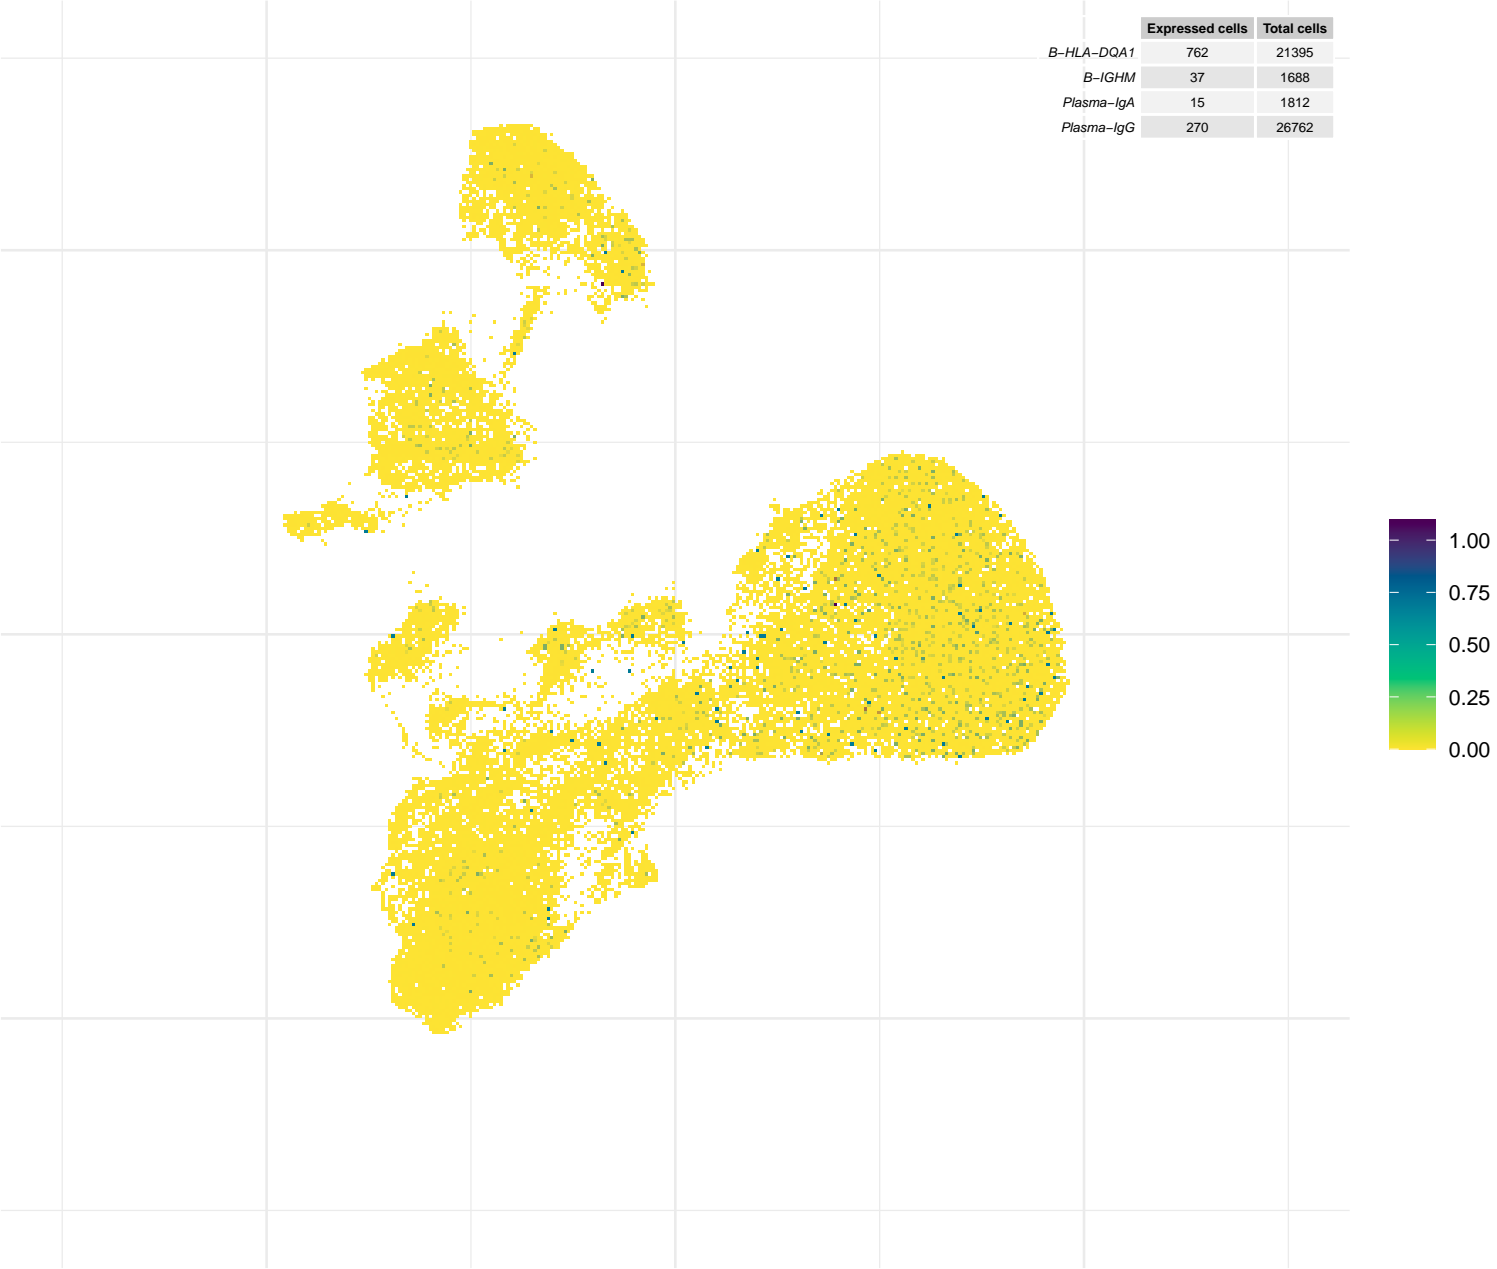 Expressed cells Total cells
B−HLA−DQA1 762 21395
B−IGHM 37 1688
Plasma−IgA 15 1812
Plasma−IgG 270 26762
1.00
0.75
0.50
0.25
0.00